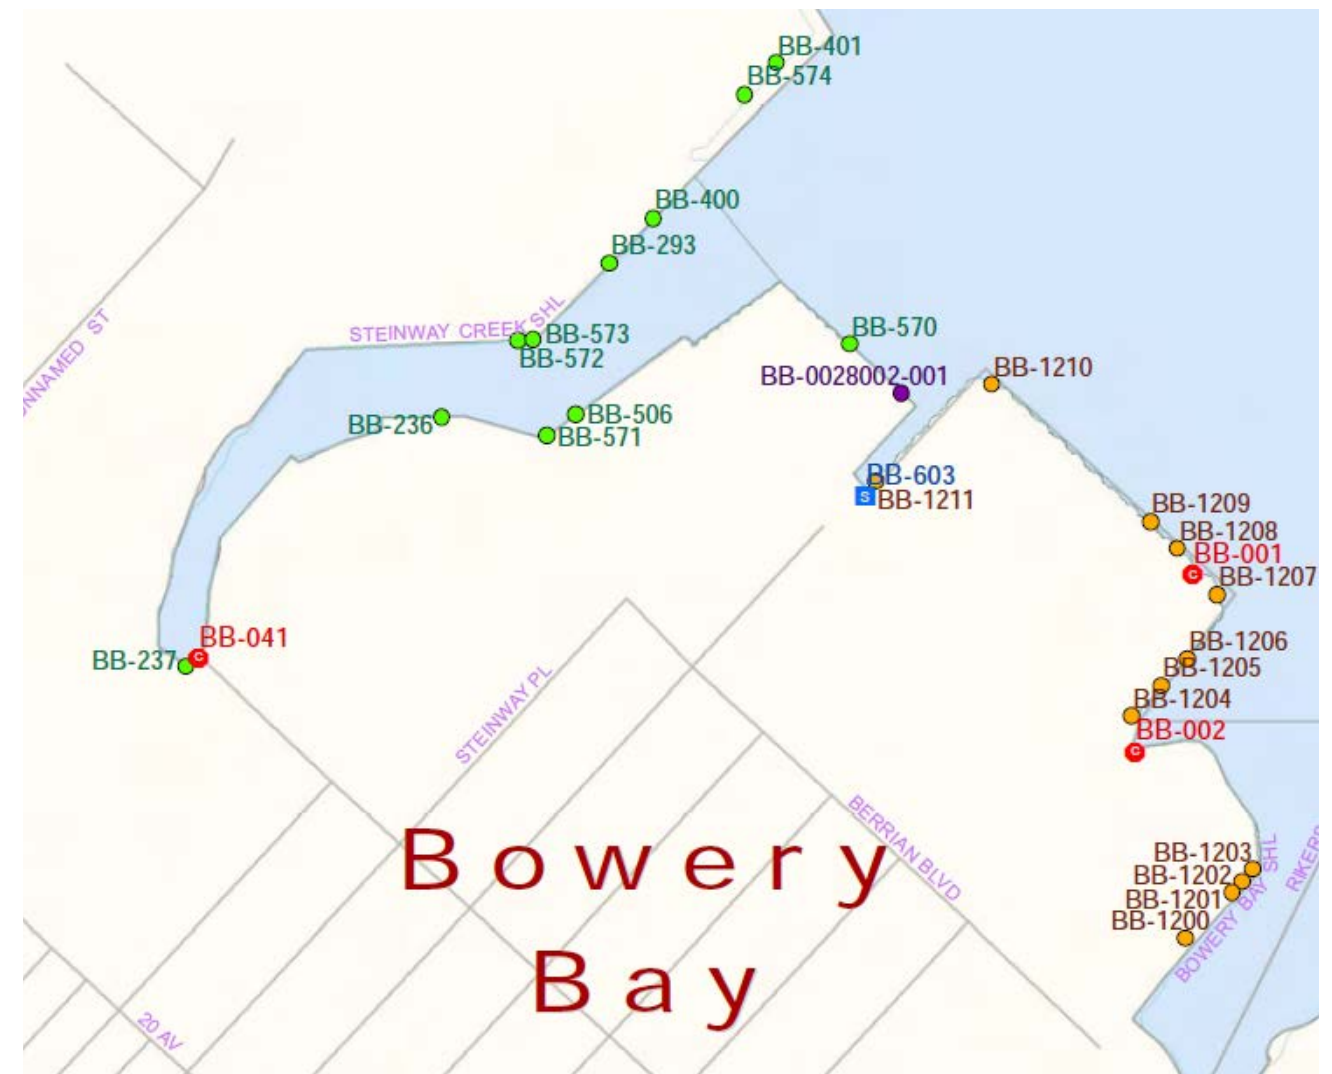 BB-401
BB-574
BB-400
BB-293
STEINWAY CREEK SHL
BB-573
BB-572
BB-570
BB-0028002-001
BB-1210
BB-236
BB-506
BB-571
BB-603
S
BB-1211
BB-1209
BB-1208
BB-001
C
BB-1207
BB-041
C
BB-237
BB-1206
BB-1205
BB-1204
BB-002
C
STEINWAY PL
BERRIAN BLVD
Bowery
Bay
BB-1203
BB-1202
BB-1201
BB-1200
BOWERY BAY SHL
RIKERS
20 AV
NNAMED ST